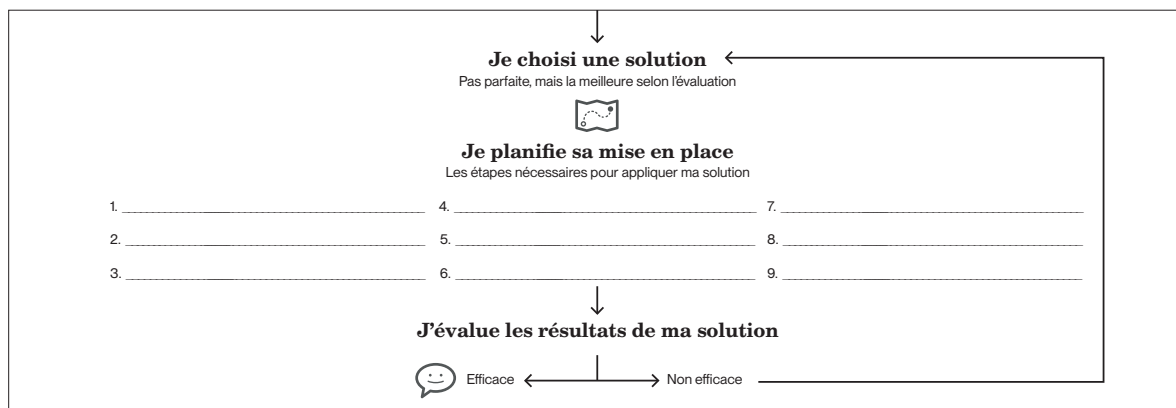 Je choisi une solution
Pas parfaite, mais la meilleure selon l'évaluation
Je planifie sa mise en place
Les étapes nécessaires pour appliquer ma solution
1. 4. 7.
2. 5. 8.
3. 6. 9.
J'évalue les résultats de ma solution
Efficace Non efficace